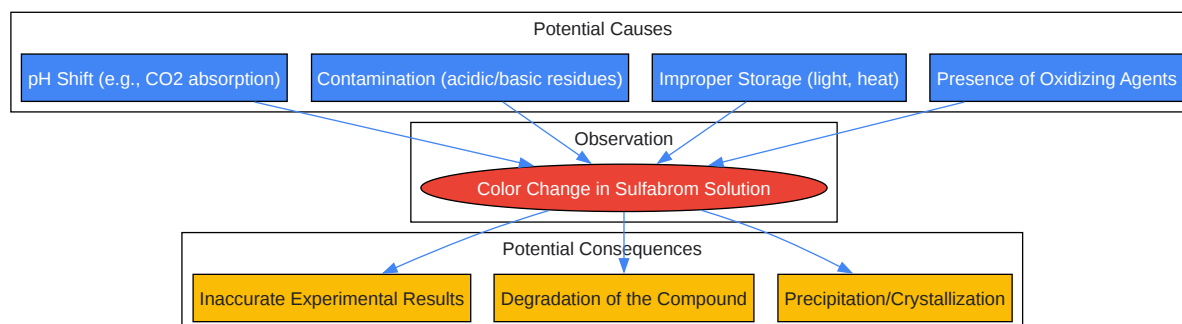 Potential Causes
pH Shift (e.g., CO2 absorption)
Contamination (acidic/basic residues)
Improper Storage (light, heat)
Presence of Oxidizing Agents
Observation
Color Change in Sulfabrom Solution
Potential Consequences
Inaccurate Experimental Results
Degradation of the Compound
Precipitation/Crystallization